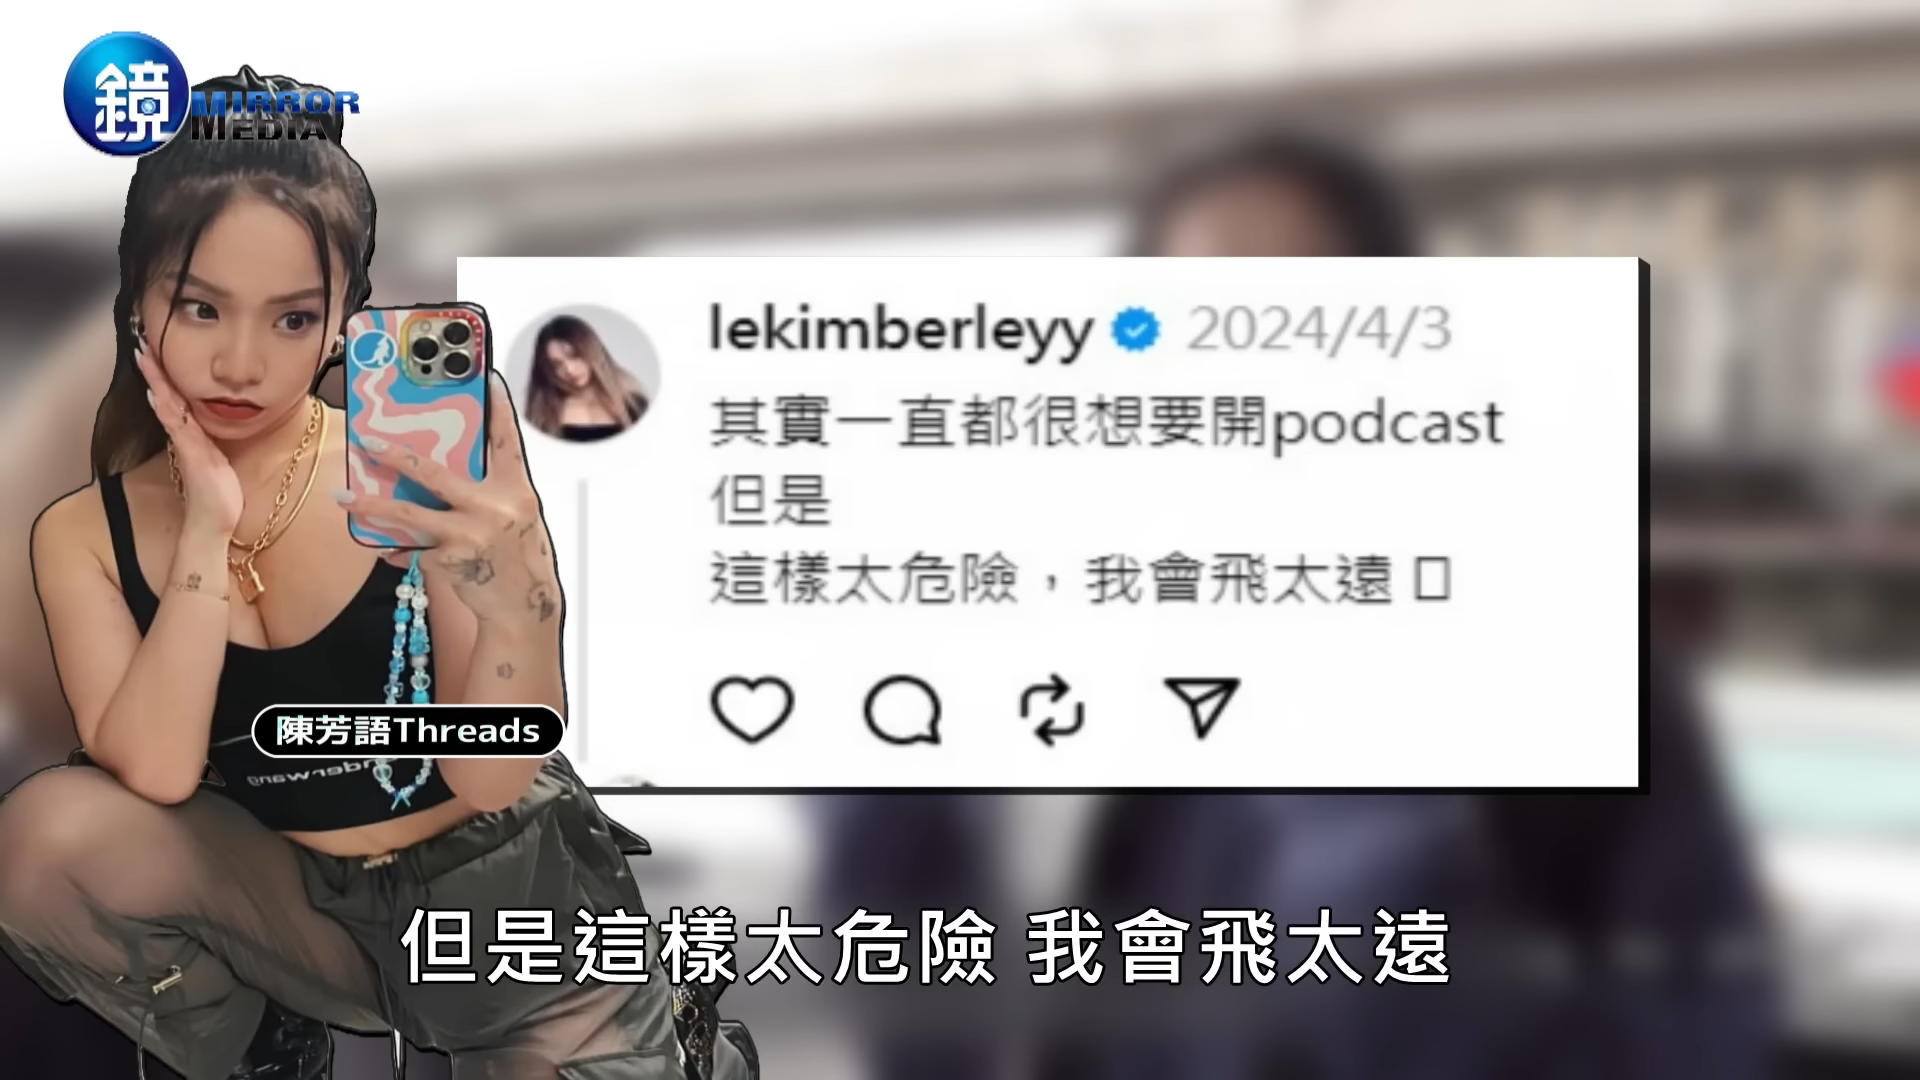 鏡
MIRROR
MEDIA
lekimberleyy 2024/4/3
其實一直都很想要開podcast
但是
這樣太危險，我會飛太遠
陳芳語Threads
但是這樣太危險 我會飛太遠